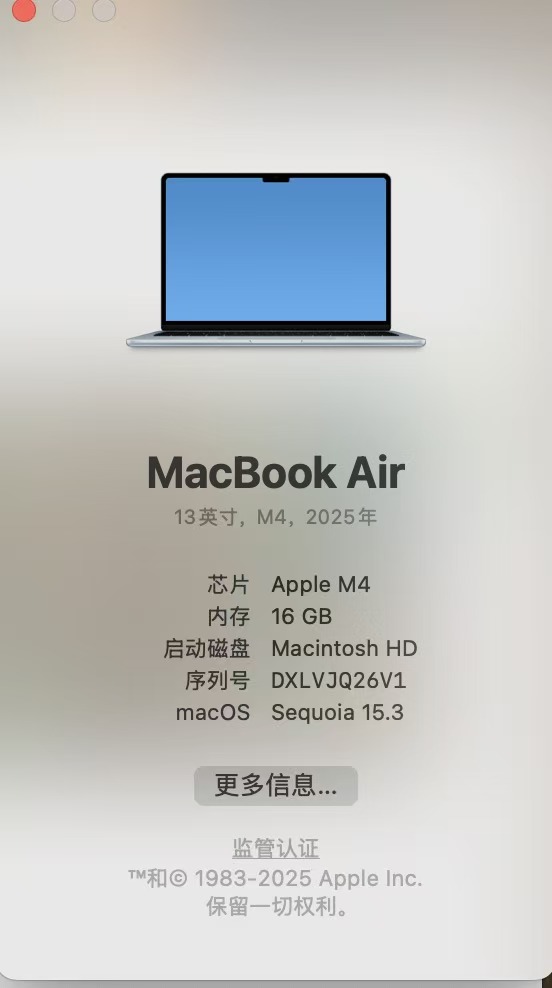 MacBook Air
13英寸，M4，2025年
芯片 Apple M4
内存 16 GB
启动磁盘 Macintosh HD
序列号 DXLVJQ26V1
macOS Sequoia 15.3
更多信息...
监管认证
™和© 1983-2025 Apple Inc.
保留一切权利。